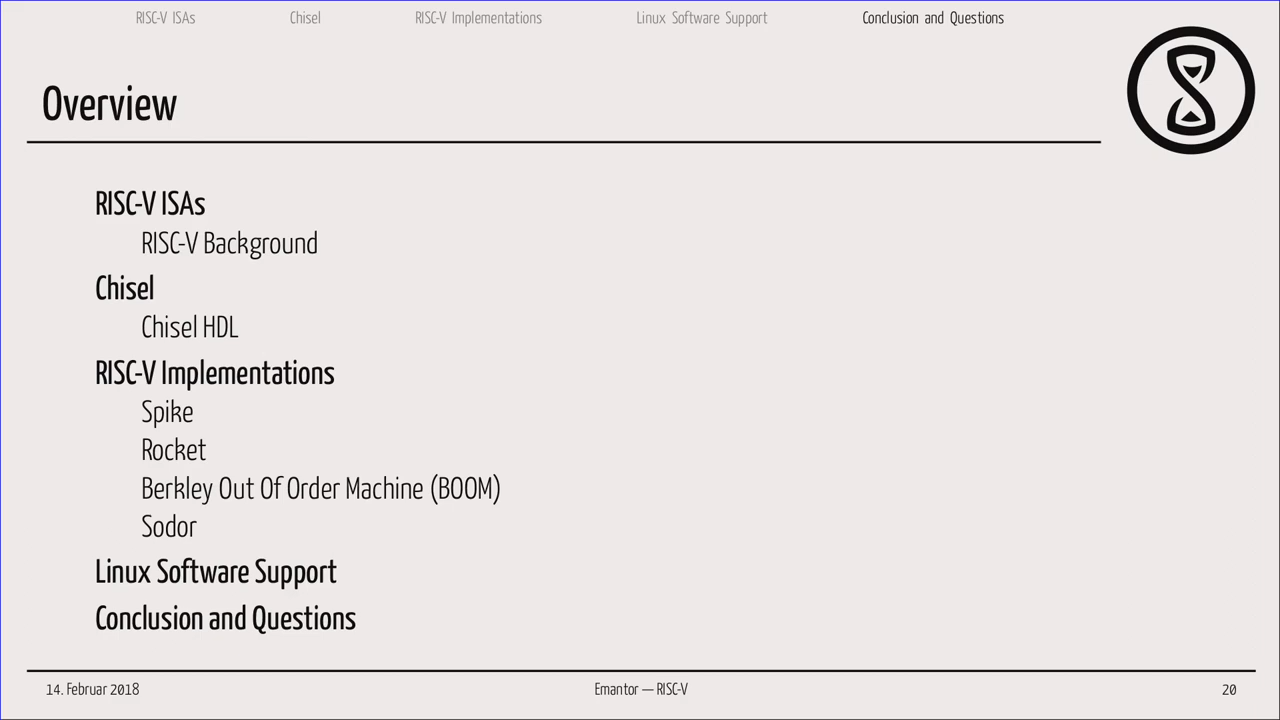 RISC-V ISAs Chisel RISC-V Implementations Linux Software Support Conclusion and Questions
Overview
RISC-V ISAs
RISC-V Background
Chisel
Chisel HDL
RISC-V Implementations
Spike
Rocket
Berkley Out Of Order Machine (BOOM)
Sodor
Linux Software Support
Conclusion and Questions
14. Februar 2018 Emantor — RISC-V 20